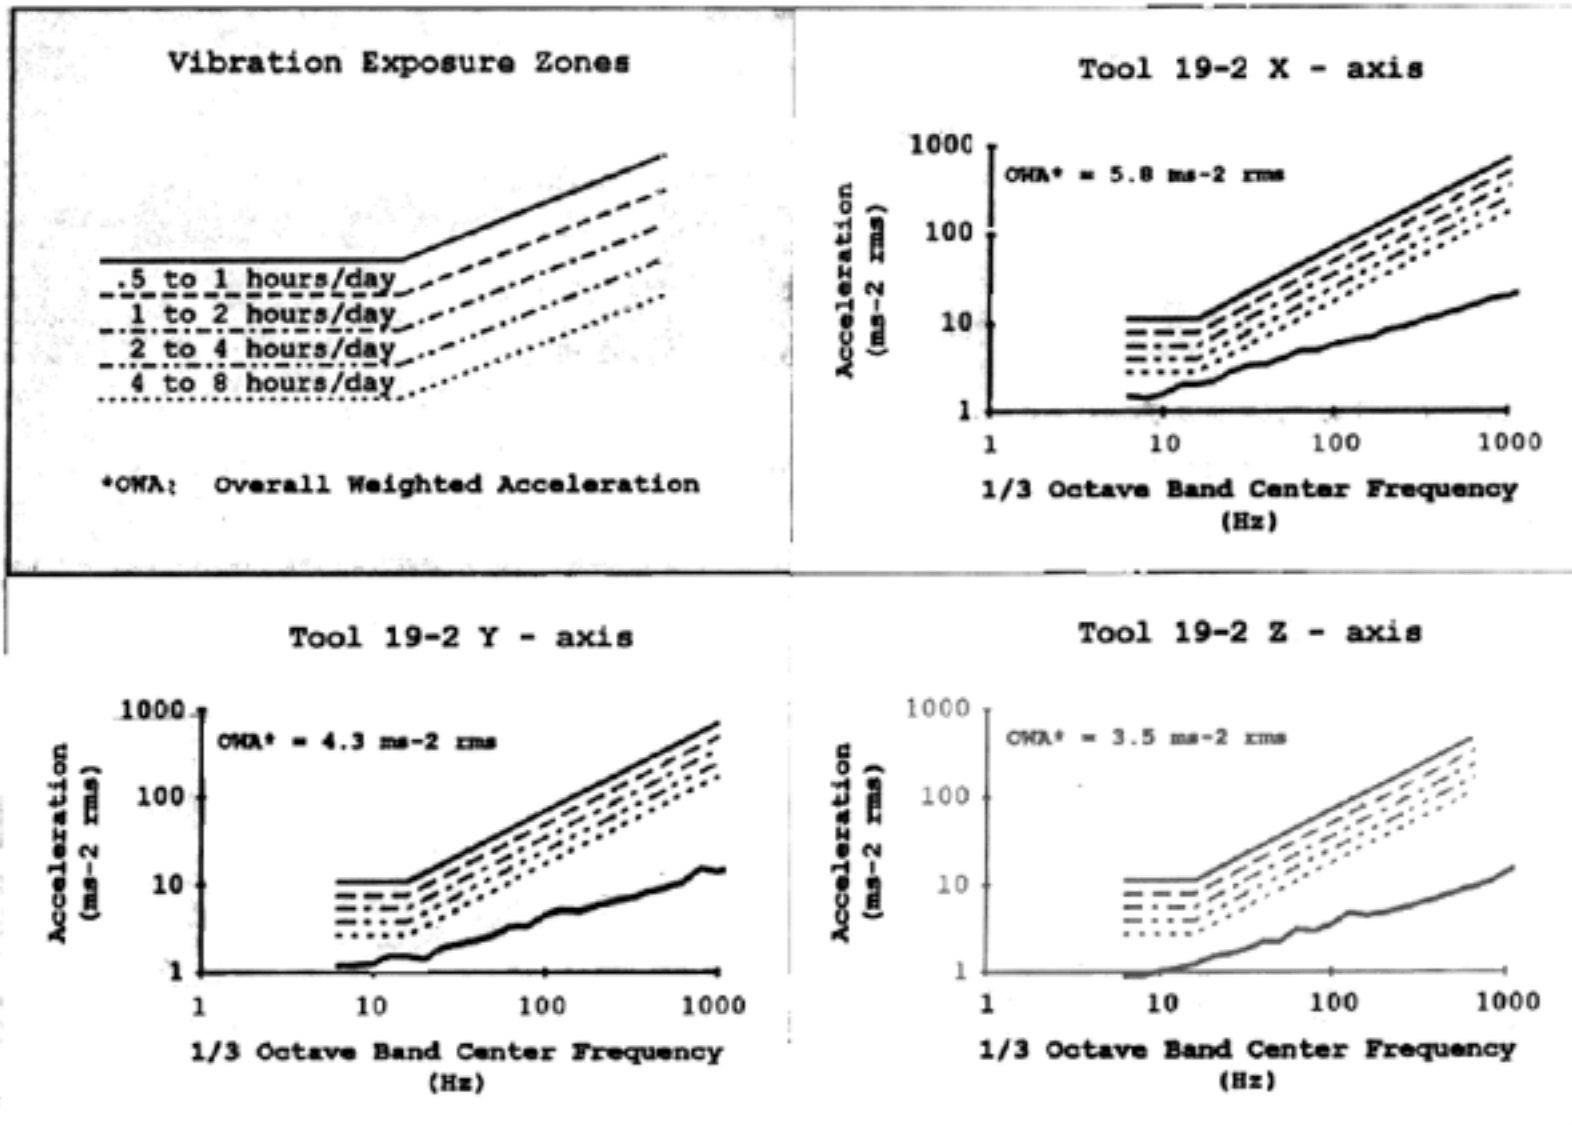 Vibration Exposure Zones
.5 to 1 hours/day
1 to 2 hours/day
2 to 4 hours/day
4 to 8 hours/day
*OWA: Overall Weighted Acceleration
Tool 19-2 X - axis
OWA* = 5.8 ms-2 rms
Acceleration
(ms-2 rms)
1000
100
10
1
1 10 100 1000
1/3 Octave Band Center Frequency
(Hz)
Tool 19-2 Y - axis
OWA* = 4.3 ms-2 rms
Acceleration
(ms-2 rms)
1000
100
10
1
1 10 100 1000
1/3 Octave Band Center Frequency
(Hz)
Tool 19-2 Z - axis
OWA* = 3.5 ms-2 rms
Acceleration
(ms-2 rms)
1000
100
10
1
1 10 100 1000
1/3 Octave Band Center Frequency
(Hz)